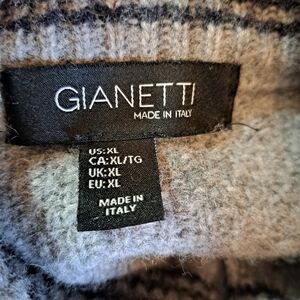 GIANETTI
MADE IN ITALY
US:XL
CA:XL/TG
UK:XL
EU:XL
MADE IN
ITALY